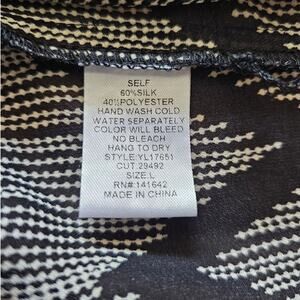 SELF
60%SILK
40%POLYESTER
HAND WASH COLD
WATER SEPARATELY
COLOR WILL BLEED
NO BLEACH
HANG TO DRY
STYLE:YL17651
CUT:29492
SIZE:L
RN#:141642
MADE IN CHINA